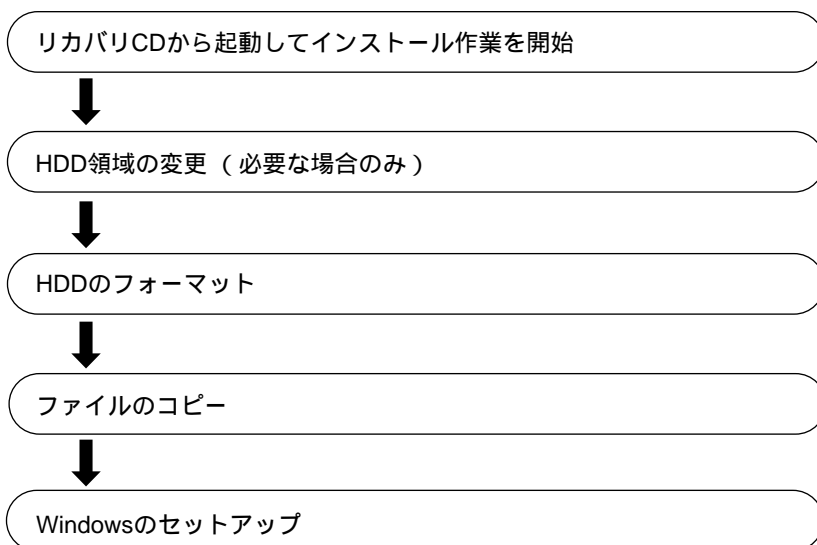 リカバリCDから起動してインストール作業を開始
HDD領域の変更（必要な場合のみ）
HDDのフォーマット
ファイルのコピー
Windowsのセットアップ